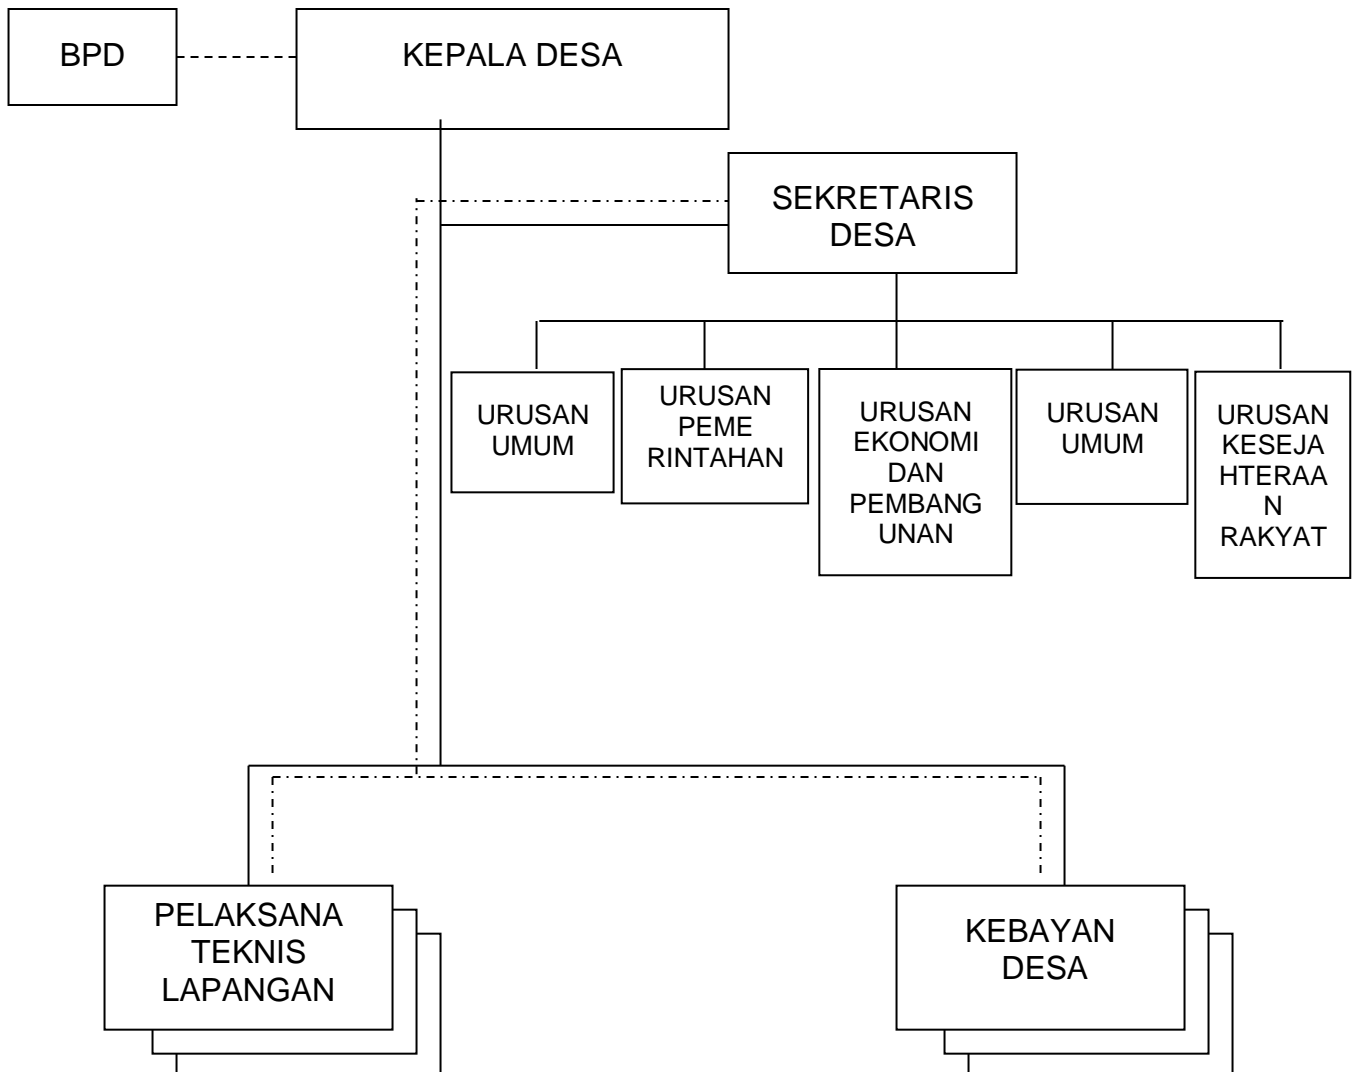 BPD
KEPALA DESA
SEKRETARIS
DESA
URUSAN
UMUM
URUSAN
PEME
RINTAHAN
URUSAN
EKONOMI
DAN
PEMBANG
UNAN
URUSAN
UMUM
URUSAN
KESEJA
HTERAA
N
RAKYAT
PELAKSANA
TEKNIS
LAPANGAN
KEBAYAN
DESA